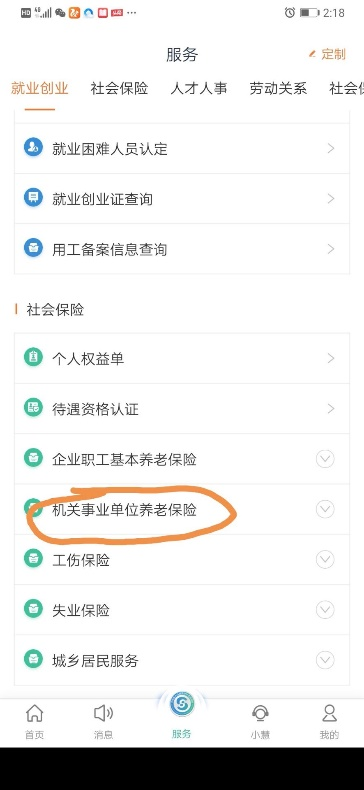 HD 46 2:18
服务
定制
就业创业 社会保险 人才人事 劳动关系 社会保
就业困难人员认定
就业创业证查询
用工备案信息查询
社会保险
个人权益单
待遇资格认证
企业职工基本养老保险
机关事业单位养老保险
工伤保险
失业保险
城乡居民服务
首页 消息 服务 小慧 我的